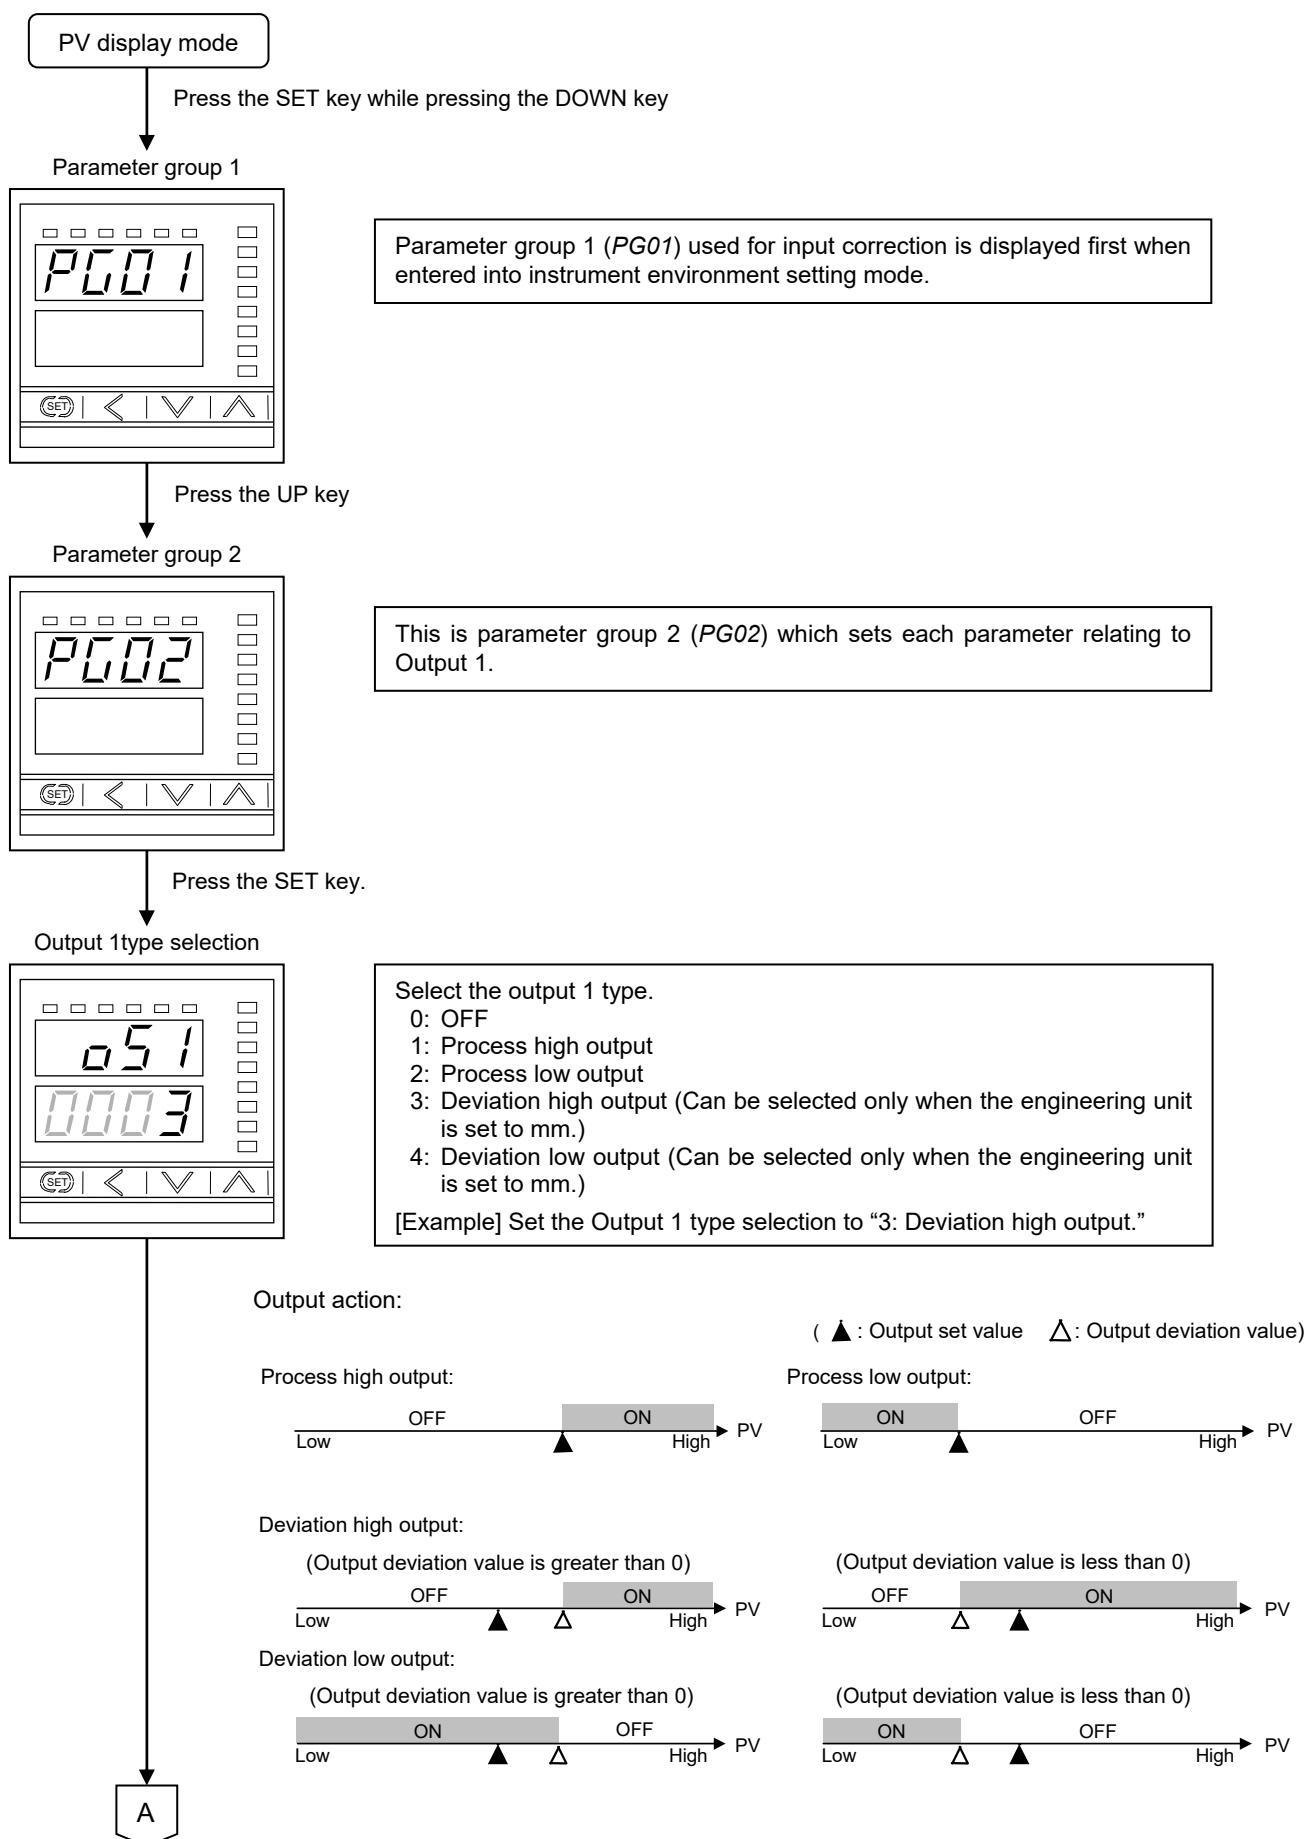 PV display mode
Press the SET key while pressing the DOWN key
Parameter group 1
PG01
SET
Parameter group 1 (PG01) used for input correction is displayed first when
entered into instrument environment setting mode.
Press the UP key
Parameter group 2
PG02
SET
This is parameter group 2 (PG02) which sets each parameter relating to
Output 1.
Press the SET key.
Output 1type selection
oS1
0003
SET
Select the output 1 type.
0: OFF
1: Process high output
2: Process low output
3: Deviation high output (Can be selected only when the engineering unit
is set to mm.)
4: Deviation low output (Can be selected only when the engineering unit
is set to mm.)
[Example] Set the Output 1 type selection to “3: Deviation high output.”
Output action:
( ▲ : Output set value △ : Output deviation value)
Process high output:
OFF ON
Low High PV
Process low output:
ON OFF
Low High PV
Deviation high output:
(Output deviation value is greater than 0)
OFF ON
Low High PV
(Output deviation value is less than 0)
OFF ON
Low High PV
Deviation low output:
(Output deviation value is greater than 0)
ON OFF
Low High PV
(Output deviation value is less than 0)
ON OFF
Low High PV
A